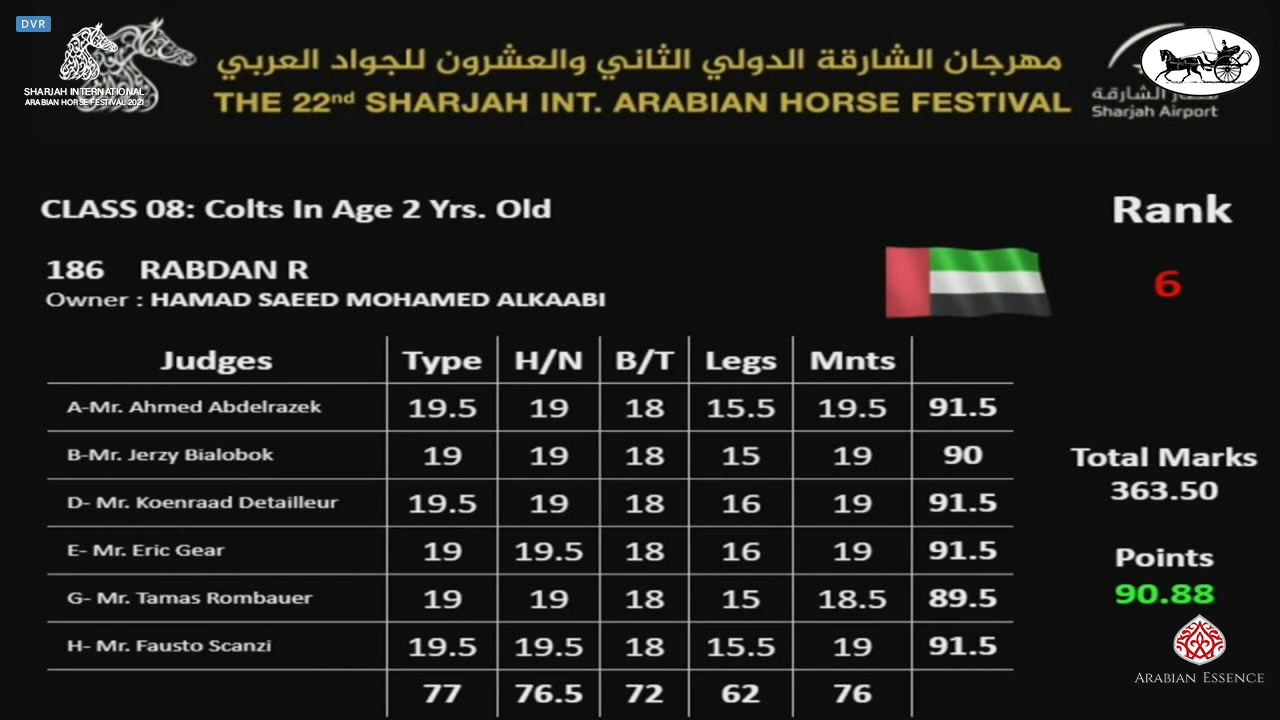 DVR
SHARJAH INTERNATIONAL
ARABIAN HORSE FESTIVAL 2021
مهرجان الشارقة الدولي الثاني والعشرون للجواد العربي
THE 22nd SHARJAH INT. ARABIAN HORSE FESTIVAL
الشارقة
Sharjah Airport
CLASS 08: Colts In Age 2 Yrs. Old
Rank
186 RABDAN R
6
Owner : HAMAD SAEED MOHAMED ALKAABI
Judges Type H/N B/T Legs Mnts
A-Mr. Ahmed Abdelrazek 19.5 19 18 15.5 19.5 91.5
B-Mr. Jerzy Bialobok 19 19 18 15 19 90
D- Mr. Koenraad Detailleur 19.5 19 18 16 19 91.5
E- Mr. Eric Gear 19 19.5 18 16 19 91.5
G- Mr. Tamas Rombauer 19 19 18 15 18.5 89.5
H- Mr. Fausto Scanzi 19.5 19.5 18 15.5 19 91.5
77 76.5 72 62 76
Total Marks
363.50
Points
90.88
ARABIAN ESSENCE